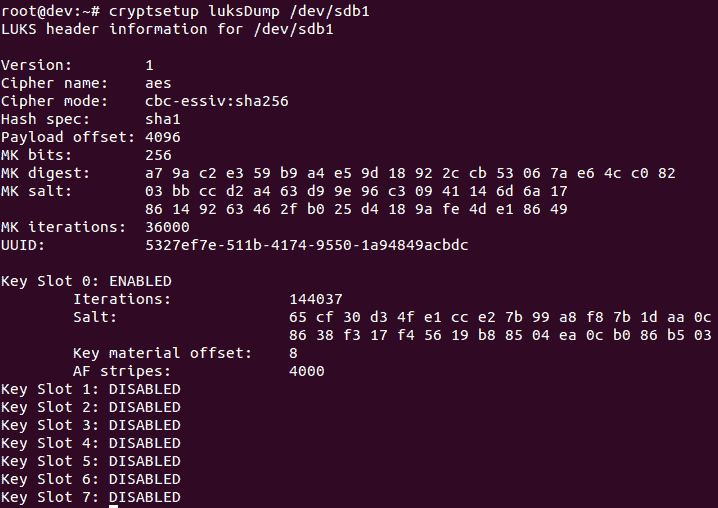 root@dev:~# cryptsetup luksDump /dev/sdb1
LUKS header information for /dev/sdb1
Version: 1
Cipher name: aes
Cipher mode: cbc-essiv:sha256
Hash spec: sha1
Payload offset: 4096
MK bits: 256
MK digest: a7 9a c2 e3 59 b9 a4 e5 9d 18 92 2c cb 53 06 7a e6 4c c0 82
MK salt: 03 bb cc d2 a4 63 d9 9e 96 c3 09 41 14 6d 6a 17
86 14 92 63 46 2f b0 25 d4 18 9a fe 4d e1 86 49
MK iterations: 36000
UUID: 5327ef7e-511b-4174-9550-1a94849acbdc
Key Slot 0: ENABLED
Iterations: 144037
Salt: 65 cf 30 d3 4f e1 cc e2 7b 99 a8 f8 7b 1d aa 0c
86 38 f3 17 f4 56 19 b8 85 04 ea 0c b0 86 b5 03
Key material offset: 8
AF stripes: 4000
Key Slot 1: DISABLED
Key Slot 2: DISABLED
Key Slot 3: DISABLED
Key Slot 4: DISABLED
Key Slot 5: DISABLED
Key Slot 6: DISABLED
Key Slot 7: DISABLED